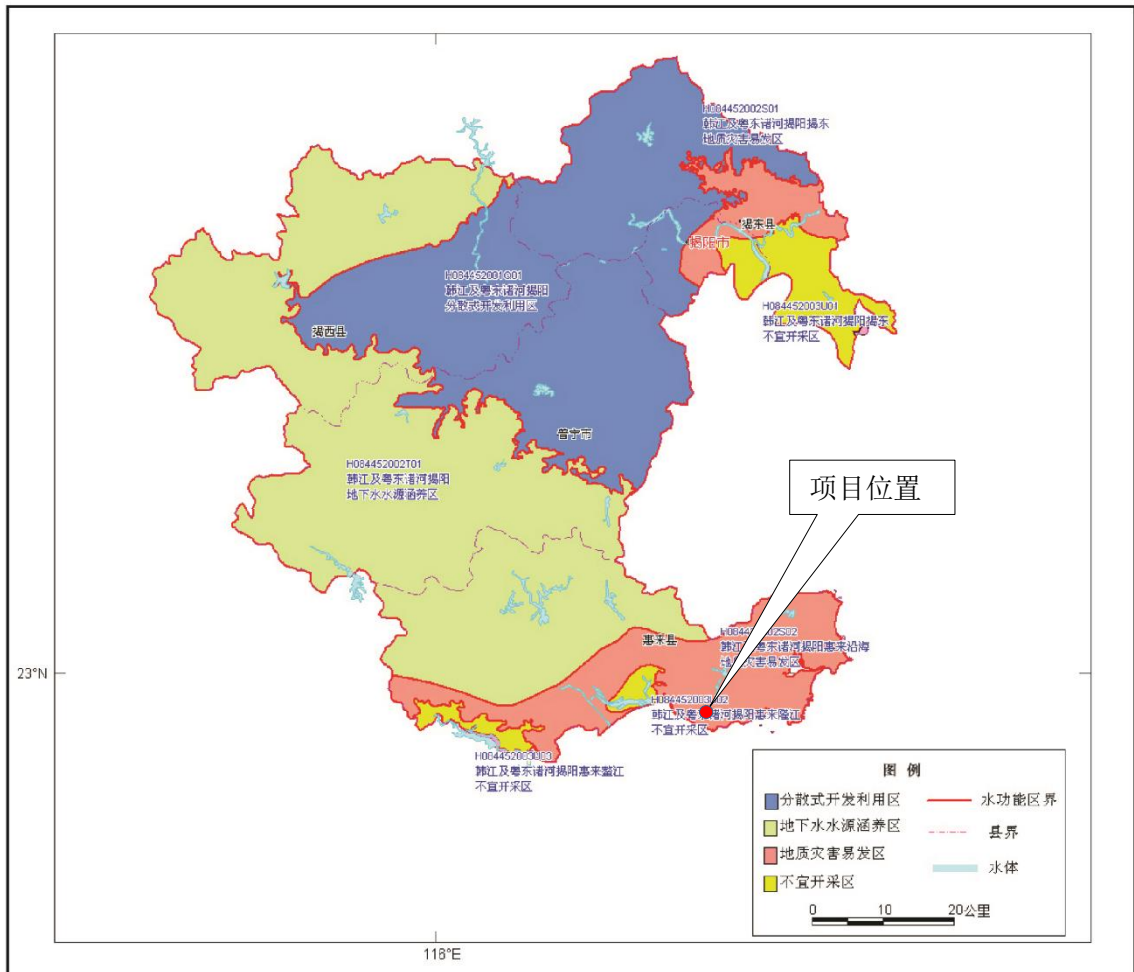 H084452002S01
韩江及粤东诸河揭阳揭东
地质灾害易发区
揭东县
揭阳市
H084452001Q01
韩江及粤东诸河揭阳
分散式开发利用区
H084452003U01
韩江及粤东诸河揭阳揭东
不宜开采区
揭西县
普宁市
H084452002T01
韩江及粤东诸河揭阳
地下水水源涵养区
项目位置
惠来县
韩江及粤东诸河揭阳惠来沿海
地质灾害易发区
23°N
韩江及粤东诸河揭阳惠来隆江
不宜开采区
H084452003U03
韩江及粤东诸河揭阳惠来鳌江
不宜开采区
图 例
分散式开发利用区
水功能区界
地下水水源涵养区
县界
地质灾害易发区
水体
不宜开采区
0 10 20公里
116°E